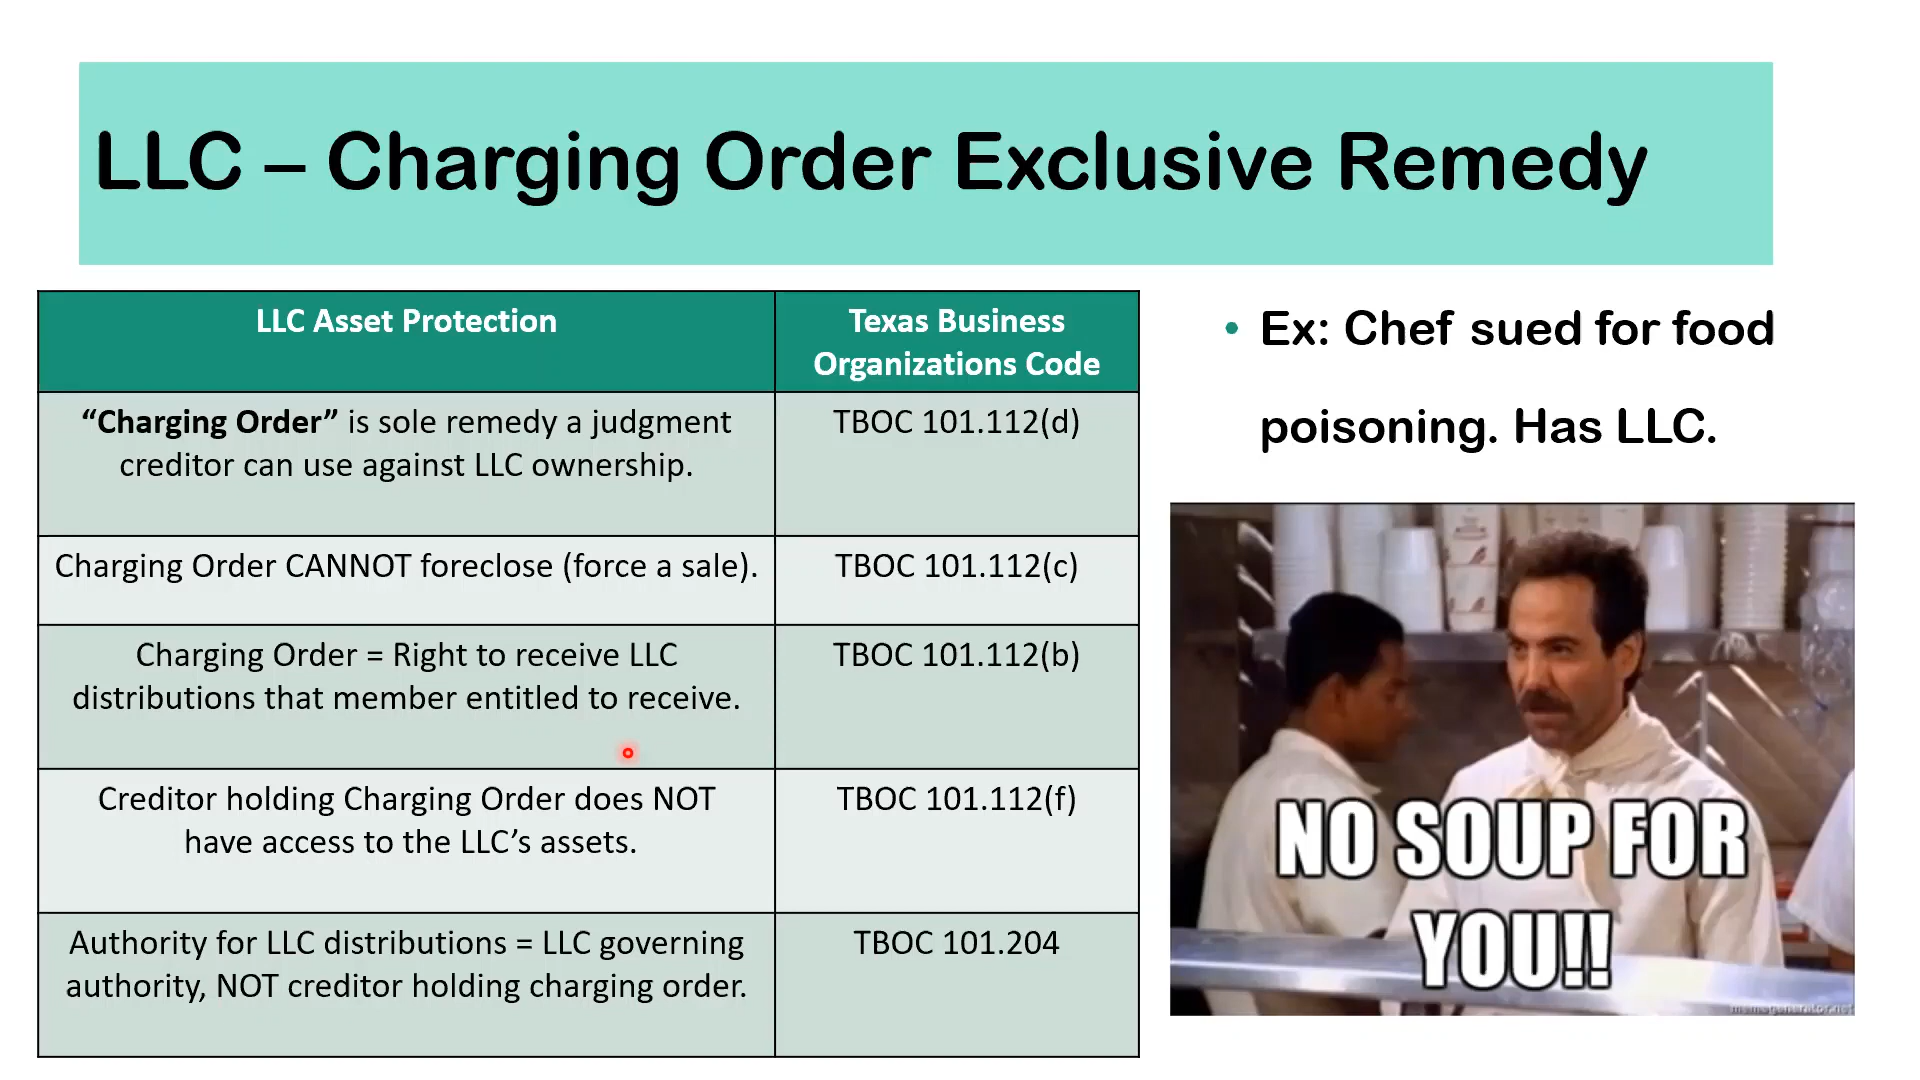 LLC – Charging Order Exclusive Remedy
LLC Asset Protection
Texas Business
Organizations Code
“Charging Order” is sole remedy a judgment
creditor can use against LLC ownership.
TBOC 101.112(d)
Charging Order CANNOT foreclose (force a sale).
TBOC 101.112(c)
Charging Order = Right to receive LLC
distributions that member entitled to receive.
TBOC 101.112(b)
Creditor holding Charging Order does NOT
have access to the LLC’s assets.
TBOC 101.112(f)
Authority for LLC distributions = LLC governing
authority, NOT creditor holding charging order.
TBOC 101.204
• Ex: Chef sued for food
poisoning. Has LLC.
NO SOUP FOR
YOU!!
memegenerator.net